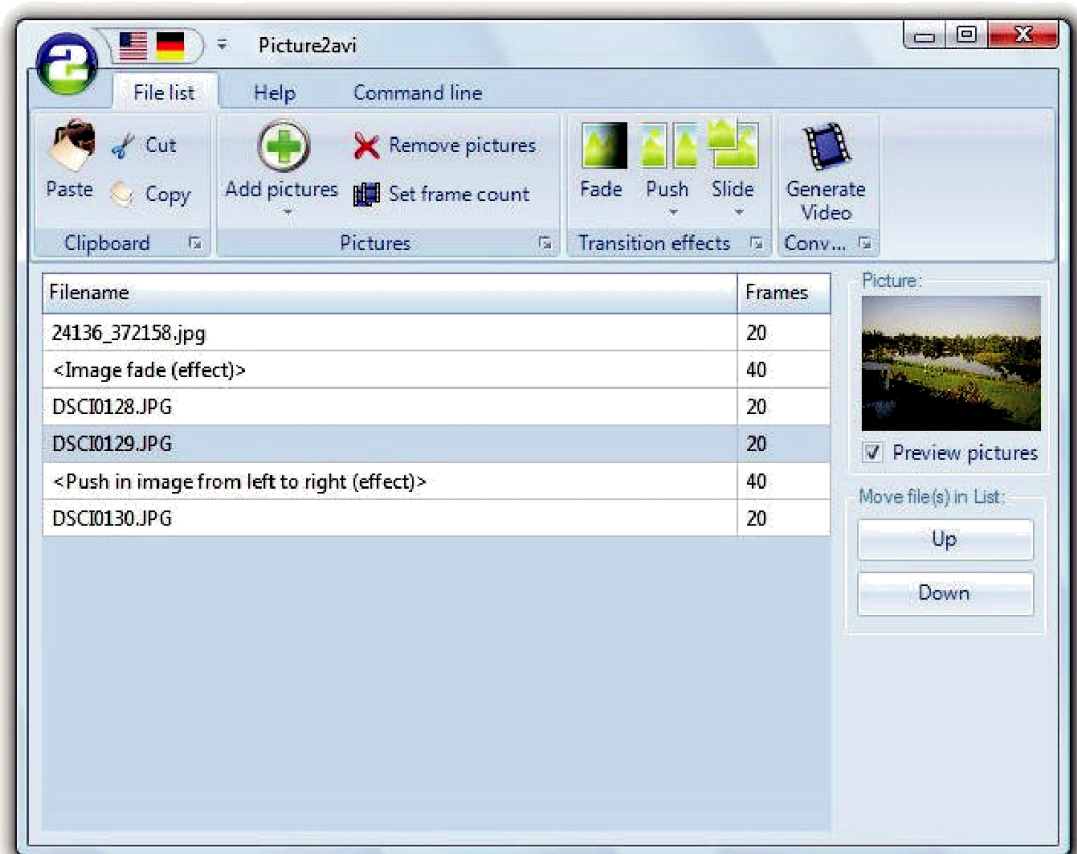 2 Picture2avi X
File list Help Command line
Paste Cut Copy Add pictures Remove pictures Set frame count Fade Push Slide Generate Video
Clipboard Pictures Transition effects Conv...
Filename Frames
24136_372158.jpg 20
<Image fade (effect)> 40
DSCI0128.JPG 20
DSCI0129.JPG 20
<Push in image from left to right (effect)> 40
DSCI0130.JPG 20
Picture:
Preview pictures
Move file(s) in List:
Up
Down